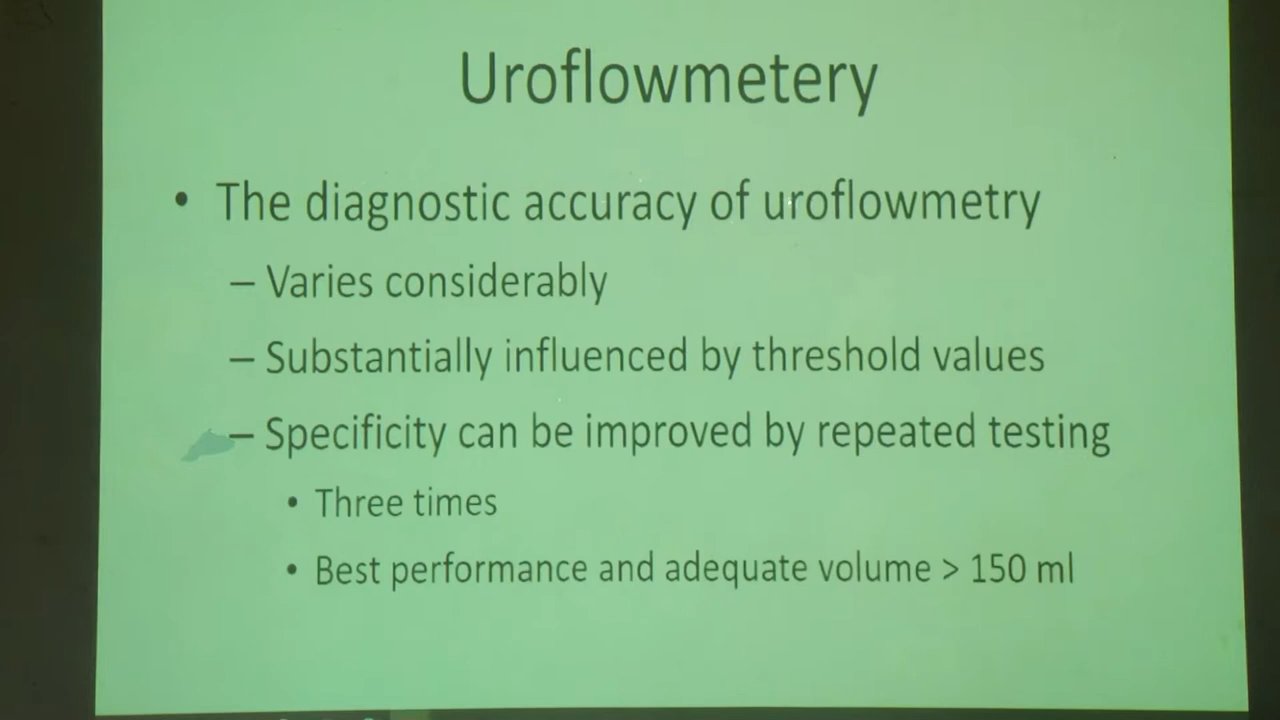 Uroflowmetery
• The diagnostic accuracy of uroflowmetry
– Varies considerably
– Substantially influenced by threshold values
– Specificity can be improved by repeated testing
• Three times
• Best performance and adequate volume > 150 ml